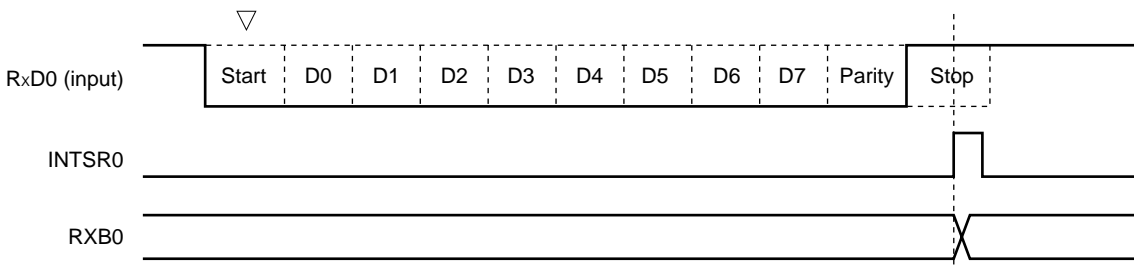 RxD0 (input) Start D0 D1 D2 D3 D4 D5 D6 D7 Parity Stop
INTSR0
RXB0